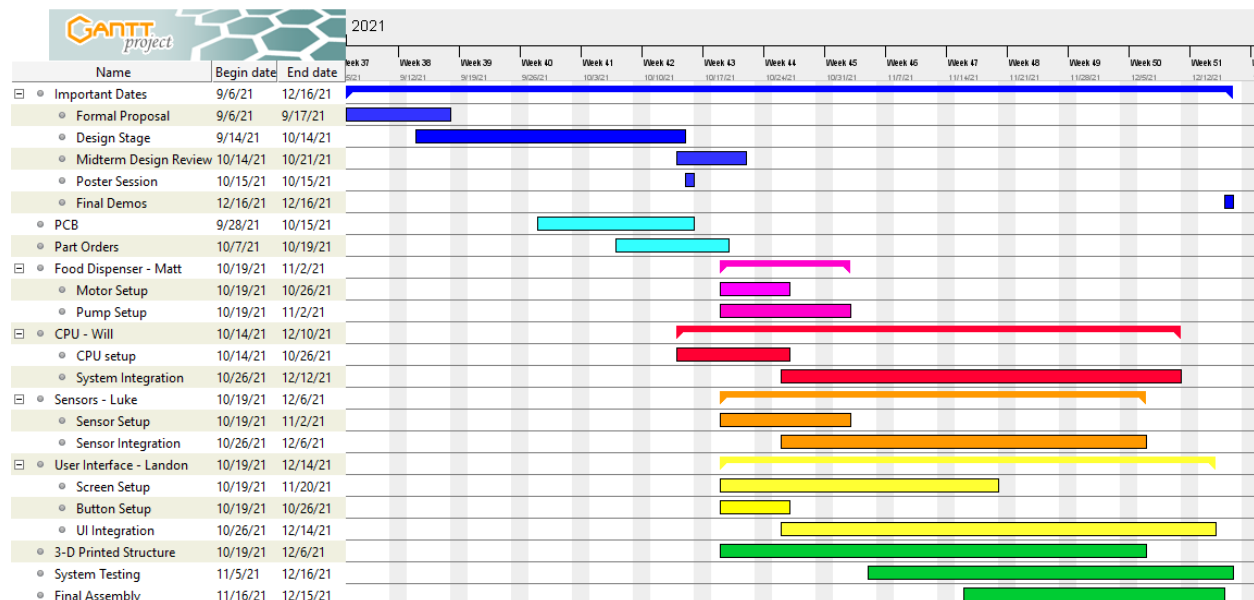 GANTT project
2021
Week 38 Week 39 Week 40 Week 41 Week 42 Week 43 Week 44 Week 45 Week 46 Week 47 Week 48 Week 49 Week 50 Week 51
9/12/21 9/19/21 9/26/21 10/3/21 10/10/21 10/17/21 10/24/21 10/31/21 11/7/21 11/14/21 11/21/21 11/28/21 12/5/21 12/12/21
Name Begin date End date
Important Dates 9/6/21 12/16/21
Formal Proposal 9/6/21 9/17/21
Design Stage 9/14/21 10/14/21
Midterm Design Review 10/14/21 10/21/21
Poster Session 10/15/21 10/15/21
Final Demos 12/16/21 12/16/21
PCB 9/28/21 10/15/21
Part Orders 10/7/21 10/19/21
Food Dispenser - Matt 10/19/21 11/2/21
Motor Setup 10/19/21 10/26/21
Pump Setup 10/19/21 11/2/21
CPU - Will 10/14/21 12/10/21
CPU setup 10/14/21 10/26/21
System Integration 10/26/21 12/12/21
Sensors - Luke 10/19/21 12/6/21
Sensor Setup 10/19/21 11/2/21
Sensor Integration 10/26/21 12/6/21
User Interface - Landon 10/19/21 12/14/21
Screen Setup 10/19/21 11/20/21
Button Setup 10/19/21 10/26/21
UI Integration 10/26/21 12/14/21
3-D Printed Structure 10/19/21 12/6/21
System Testing 11/5/21 12/16/21
Final Assembly 11/16/21 12/15/21